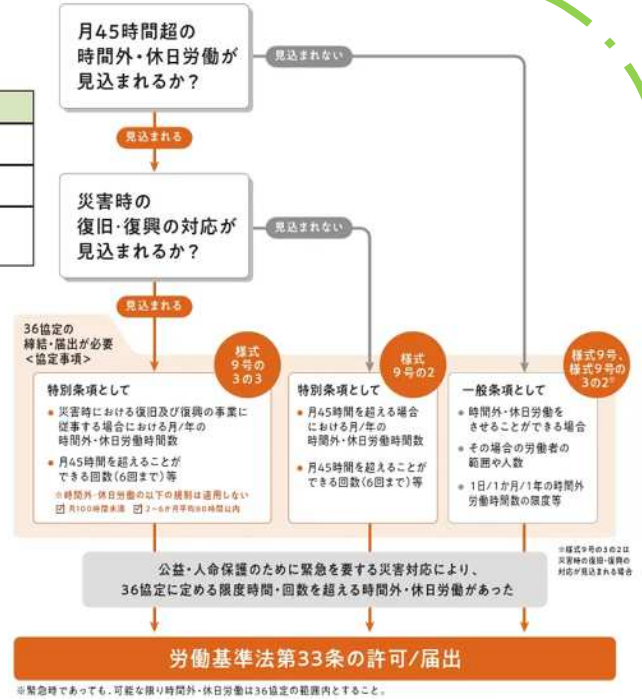 月45時間超の
時間外・休日労働が
見込まれるか？
見込まれない
見込まれる
災害時の
復旧・復興の対応が
見込まれるか？
見込まれない
見込まれる
36協定の
締結・届出が必要
＜協定事項＞
様式
9号の
3の3
特別条項として
● 災害時における復旧及び復興の事業に
従事する場合における月/年の
時間外・休日労働時間数
● 月45時間を超えることが
できる回数(6回まで)等
※時間外・休日労働の以下の規制は適用しない
☑ 月100時間未満 ☑ 2～6か月平均80時間以内
様式
9号の2
特別条項として
● 月45時間を超える場合
における月/年の
時間外・休日労働時間数
● 月45時間を超えることが
できる回数(6回まで)等
様式9号、
様式9号の
3の2※
一般条項として
● 時間外・休日労働を
させることができる場合
● その場合の労働者の
範囲や人数
● 1日/1か月/1年の時間外
労働時間数の限度等
※様式9号の3の2は
災害時の復旧・復興の
対応が見込まれる場合
公益・人命保護のために緊急を要する災害対応により、
36協定に定める限度時間・回数を超える時間外・休日労働があった
労働基準法第33条の許可/届出
※緊急時であっても、可能な限り時間外・休日労働は36協定の範囲内とすること。